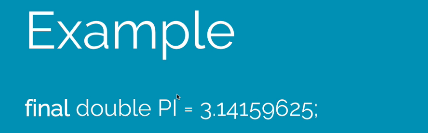 Example
final double PI = 3.14159625;